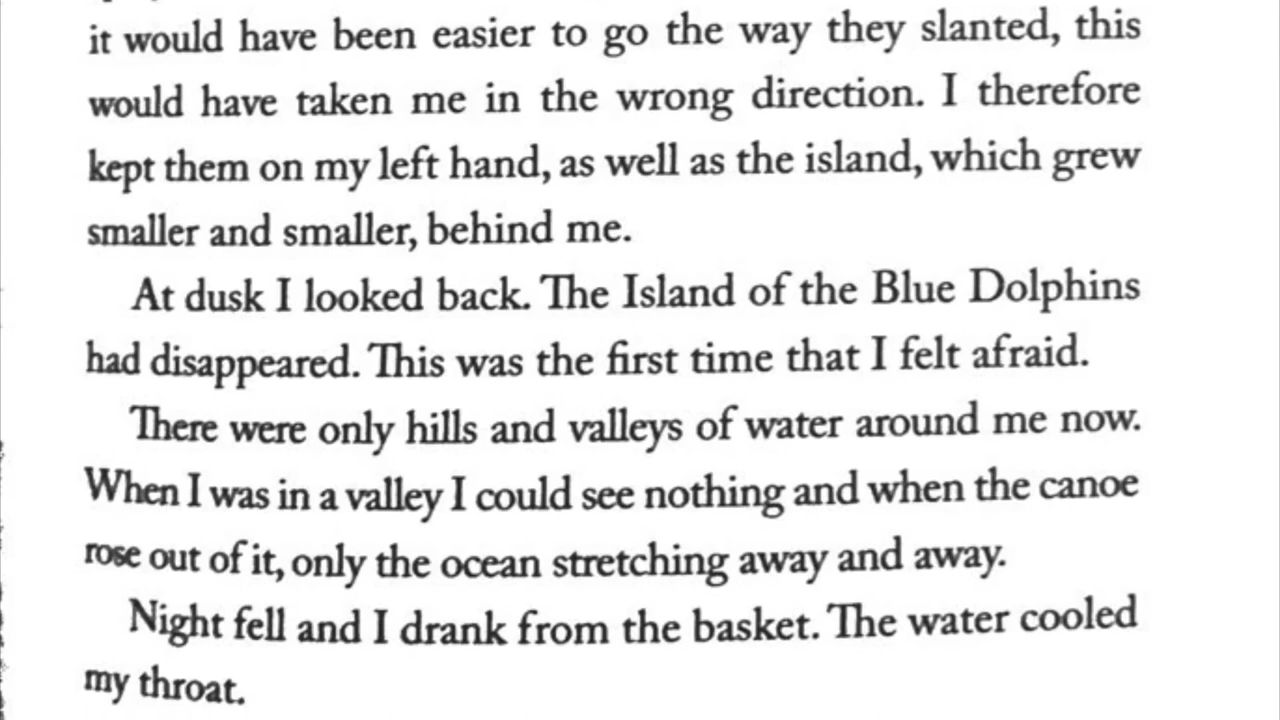 it would have been easier to go the way they slanted, this
would have taken me in the wrong direction. I therefore
kept them on my left hand, as well as the island, which grew
smaller and smaller, behind me.
At dusk I looked back. The Island of the Blue Dolphins
had disappeared. This was the first time that I felt afraid.
There were only hills and valleys of water around me now.
When I was in a valley I could see nothing and when the canoe
rose out of it, only the ocean stretching away and away.
Night fell and I drank from the basket. The water cooled
my throat.